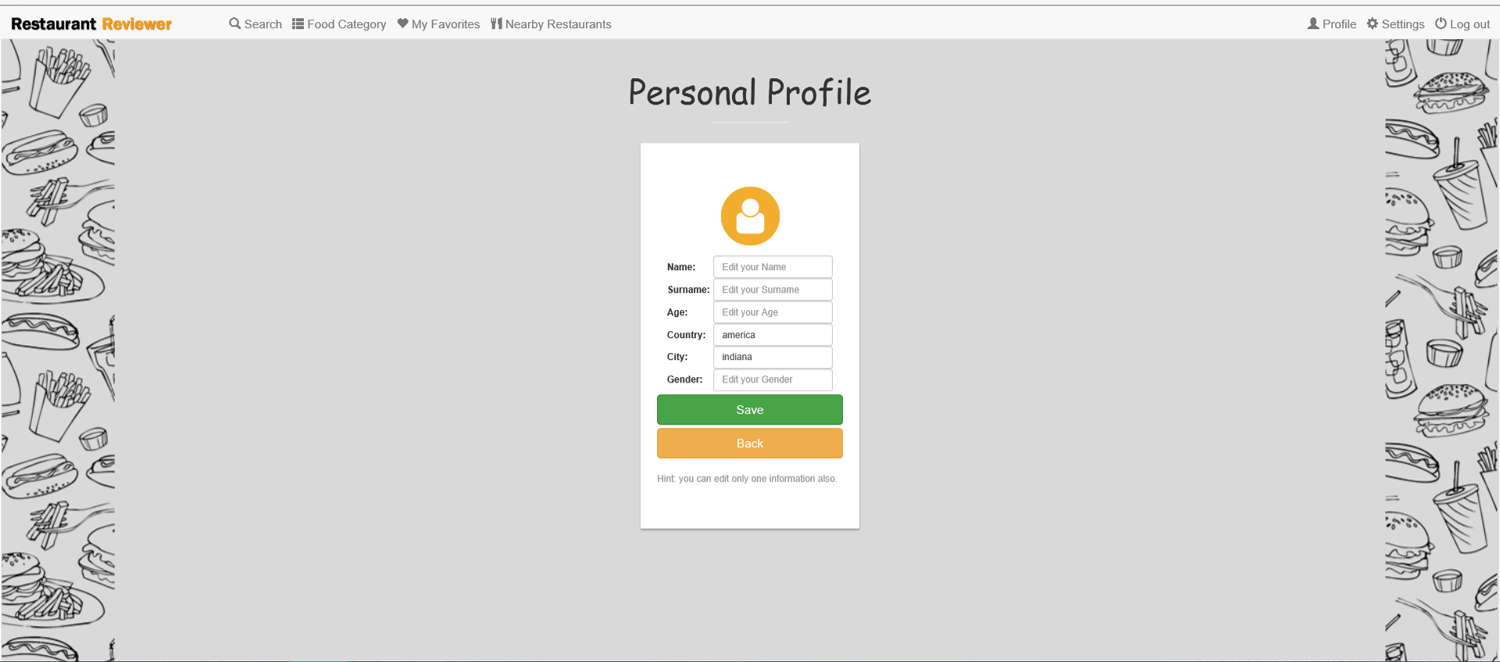 Restaurant Reviewer Search Food Category My Favorites Nearby Restaurants Profile Settings Log out
Personal Profile
Name: Edit your Name
Surname: Edit your Surname
Age: Edit your Age
Country: america
City: indiana
Gender: Edit your Gender
Save
Back
Hint: you can edit only one information also.